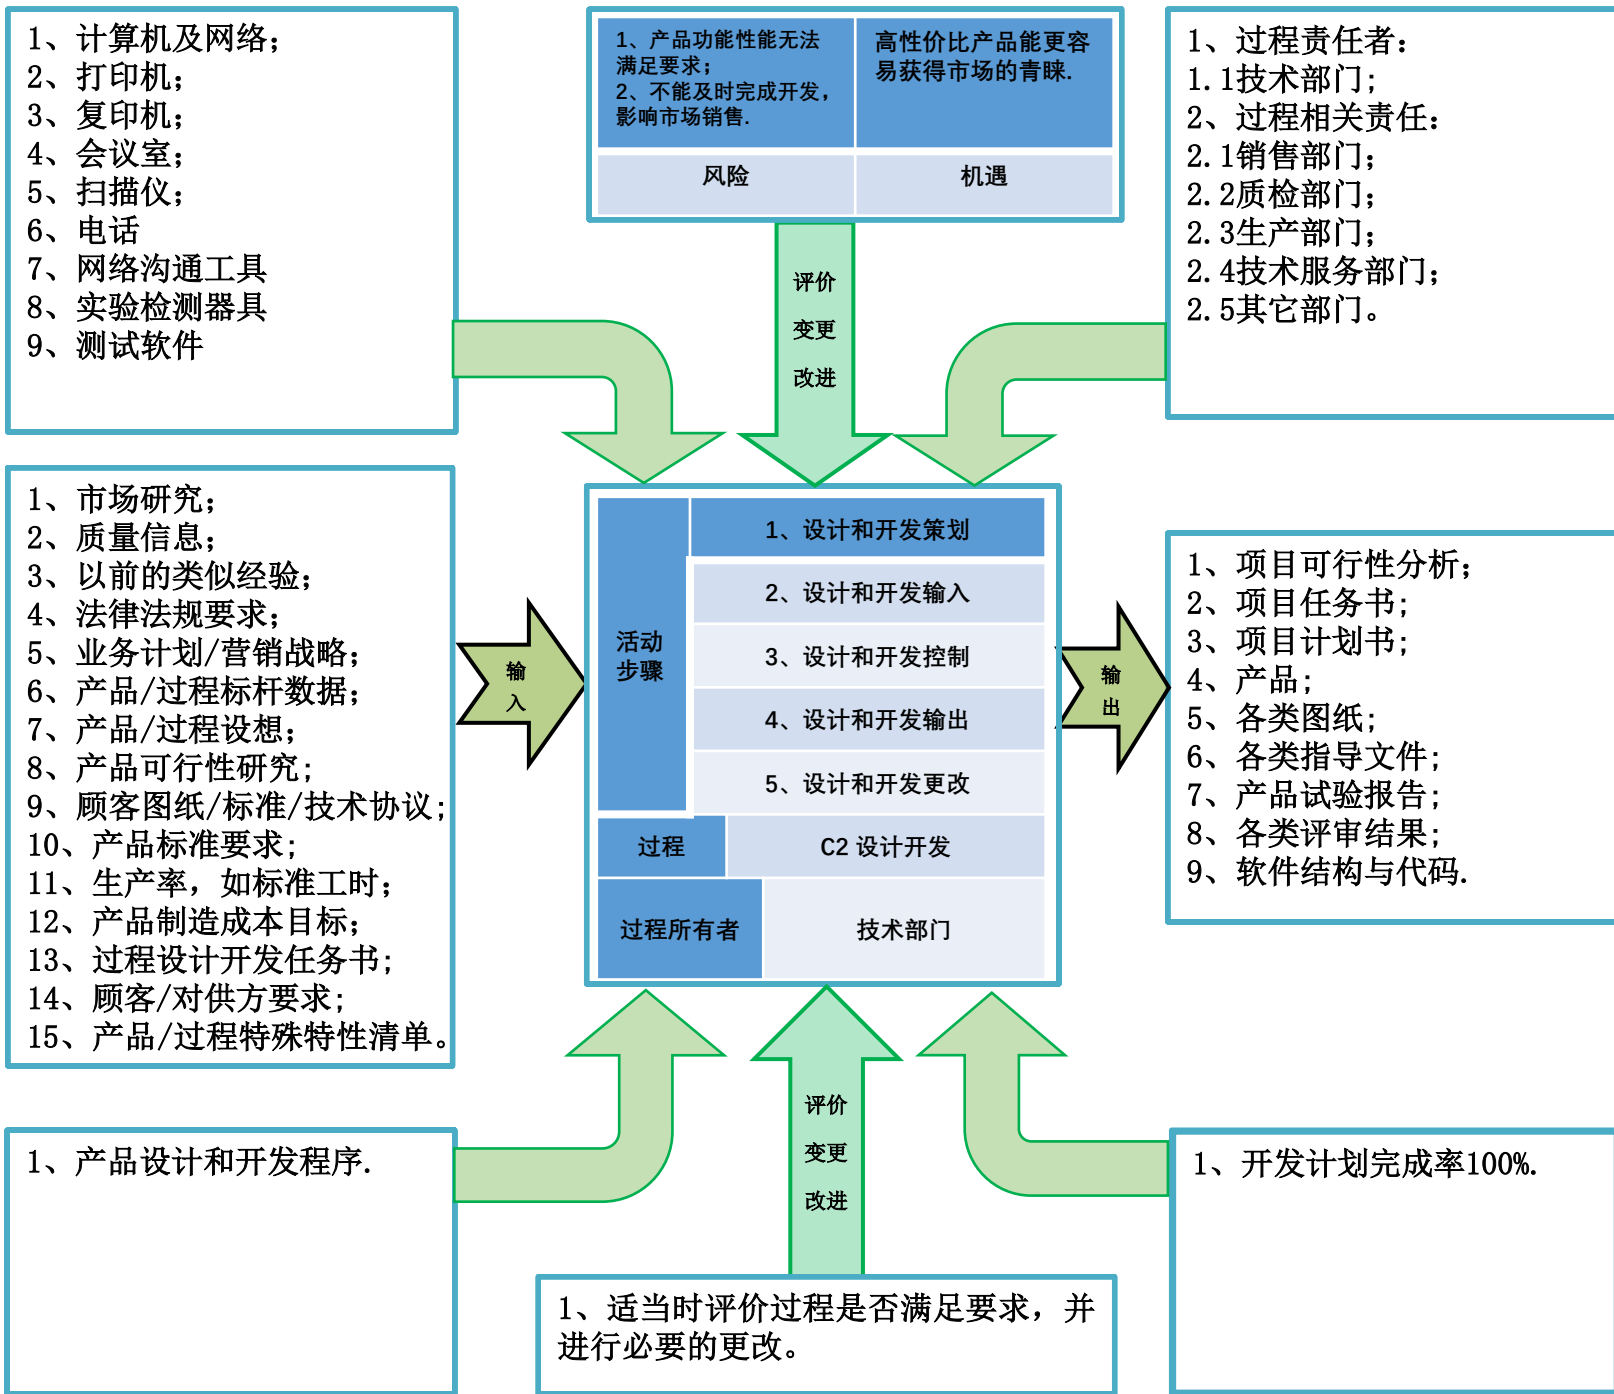 1、计算机及网络；
2、打印机；
3、复印机；
4、会议室；
5、扫描仪；
6、电话
7、网络沟通工具
8、实验检测器具
9、测试软件
1、产品功能性能无法
满足要求；
2、不能及时完成开发，
影响市场销售.
高性价比产品能更容
易获得市场的青睐.
风险
机遇
1、过程责任者：
1.1技术部门；
2、过程相关责任：
2.1销售部门；
2.2质检部门；
2.3生产部门；
2.4技术服务部门；
2.5其它部门。
评价
变更
改进
1、市场研究；
2、质量信息；
3、以前的类似经验；
4、法律法规要求；
5、业务计划/营销战略；
6、产品/过程标杆数据；
7、产品/过程设想；
8、产品可行性研究；
9、顾客图纸/标准/技术协议；
10、产品标准要求；
11、生产率，如标准工时；
12、产品制造成本目标；
13、过程设计开发任务书；
14、顾客/对供方要求；
15、产品/过程特殊特性清单。
输
入
活动
步骤
1、设计和开发策划
2、设计和开发输入
3、设计和开发控制
4、设计和开发输出
5、设计和开发更改
过程
C2 设计开发
过程所有者
技术部门
输
出
1、项目可行性分析；
2、项目任务书；
3、项目计划书；
4、产品；
5、各类图纸；
6、各类指导文件；
7、产品试验报告；
8、各类评审结果；
9、软件结构与代码.
1、产品设计和开发程序.
评价
变更
改进
1、适当时评价过程是否满足要求，并
进行必要的更改。
1、开发计划完成率100%.